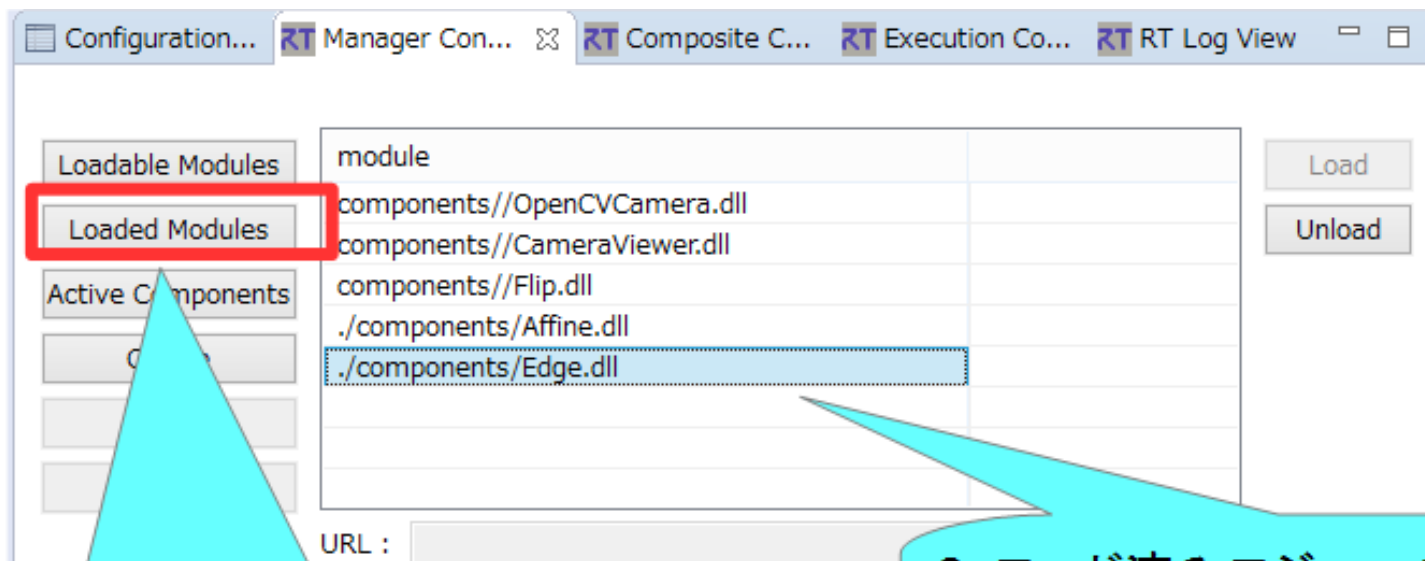 Configuration... RT Manager Con... RT Composite C... RT Execution Co... RT RT Log View
Loadable Modules
Loaded Modules
Active Components
module
components//OpenCVCamera.dll
components//CameraViewer.dll
components//Flip.dll
./components/Affine.dll
./components/Edge.dll
Load
Unload
URL :